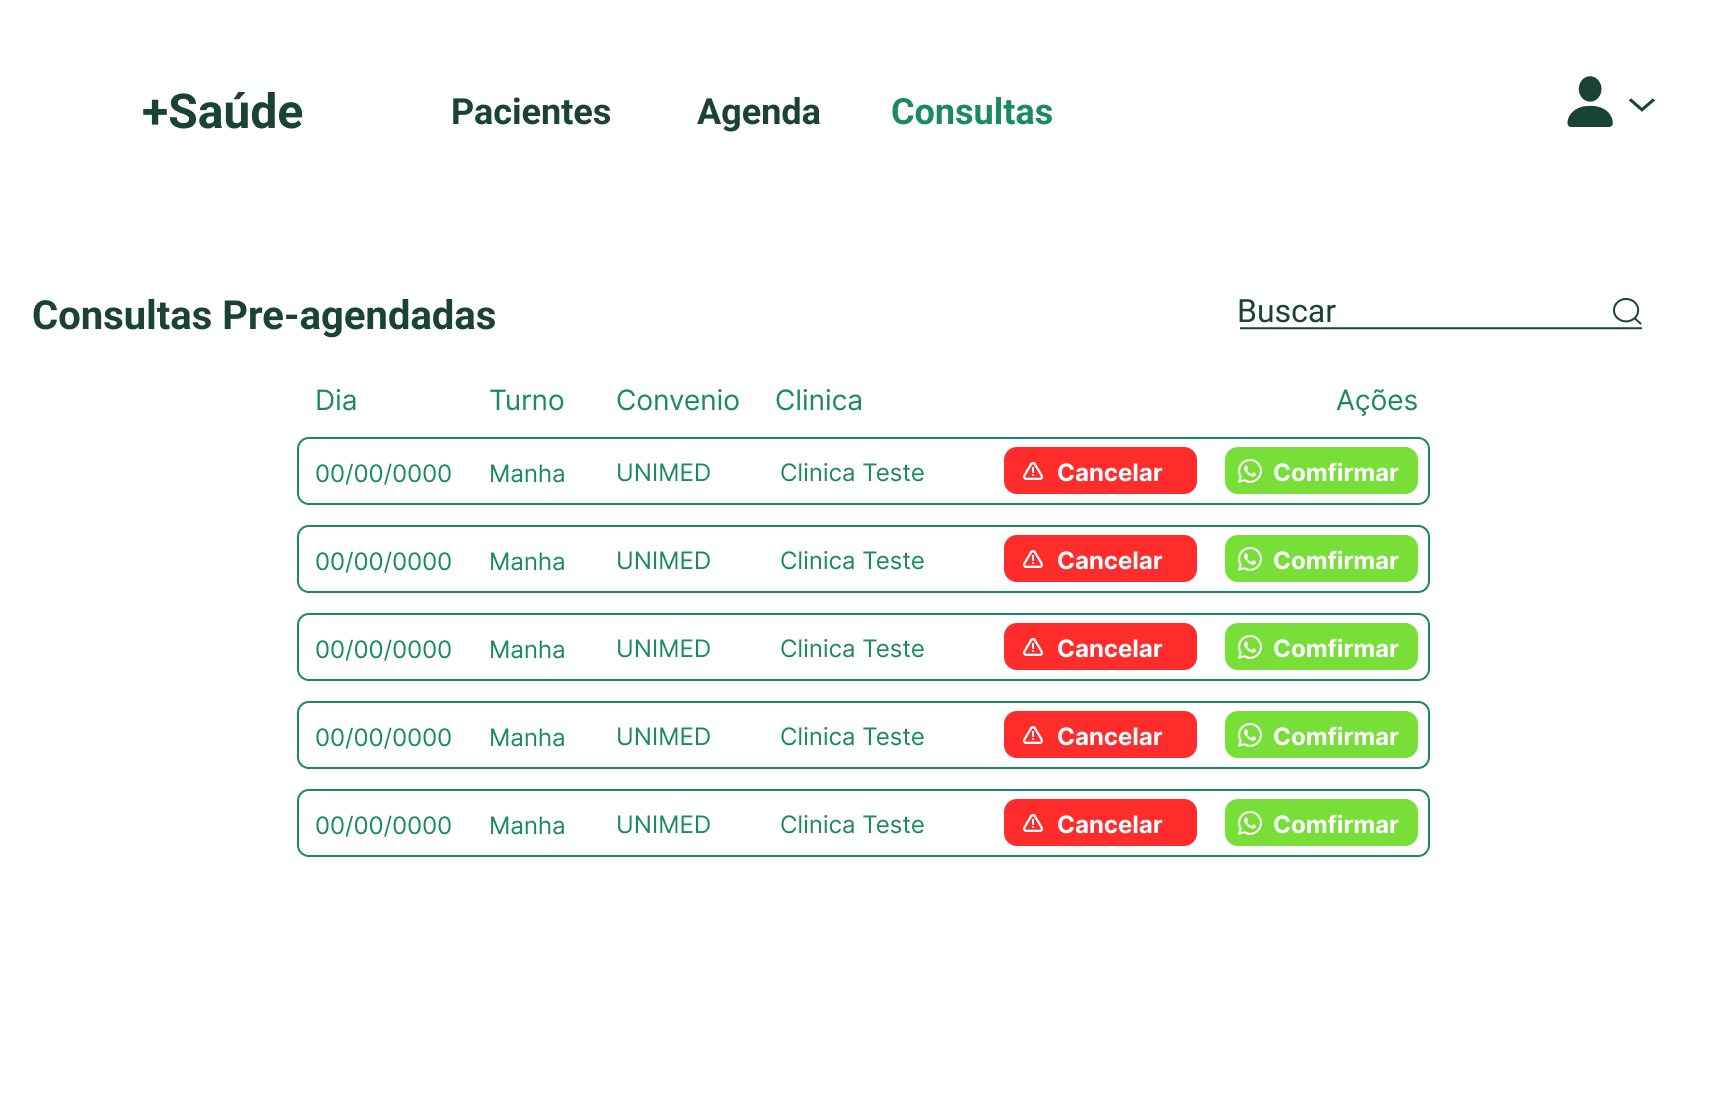 +Saúde Pacientes Agenda Consultas
Consultas Pre-agendadas Buscar
Dia Turno Convenio Clinica Ações
00/00/0000 Manha UNIMED Clinica Teste Cancelar Comfirmar
00/00/0000 Manha UNIMED Clinica Teste Cancelar Comfirmar
00/00/0000 Manha UNIMED Clinica Teste Cancelar Comfirmar
00/00/0000 Manha UNIMED Clinica Teste Cancelar Comfirmar
00/00/0000 Manha UNIMED Clinica Teste Cancelar Comfirmar